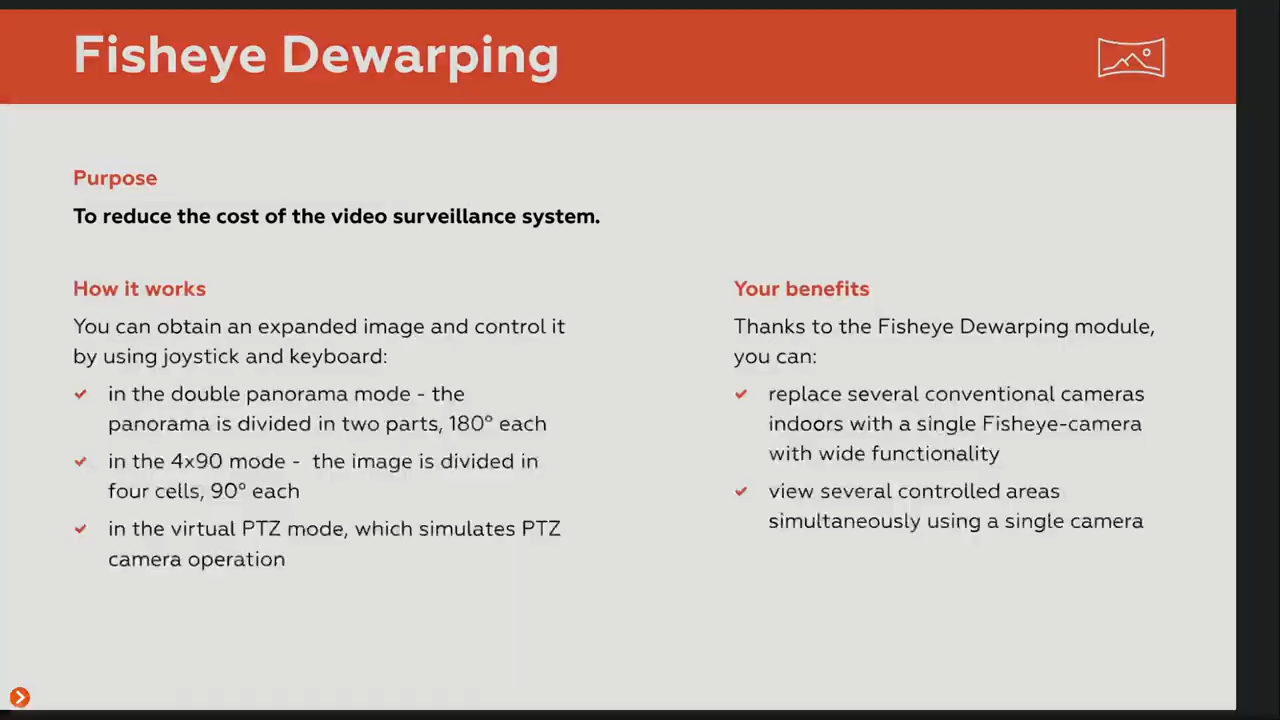 Fisheye Dewarping
Purpose
To reduce the cost of the video surveillance system.
How it works
You can obtain an expanded image and control it
by using joystick and keyboard:
in the double panorama mode - the
panorama is divided in two parts, 180° each
in the 4x90 mode -  the image is divided in
four cells, 90° each
in the virtual PTZ mode, which simulates PTZ
camera operation
Your benefits
Thanks to the Fisheye Dewarping module,
you can:
replace several conventional cameras
indoors with a single Fisheye-camera
with wide functionality
view several controlled areas
simultaneously using a single camera